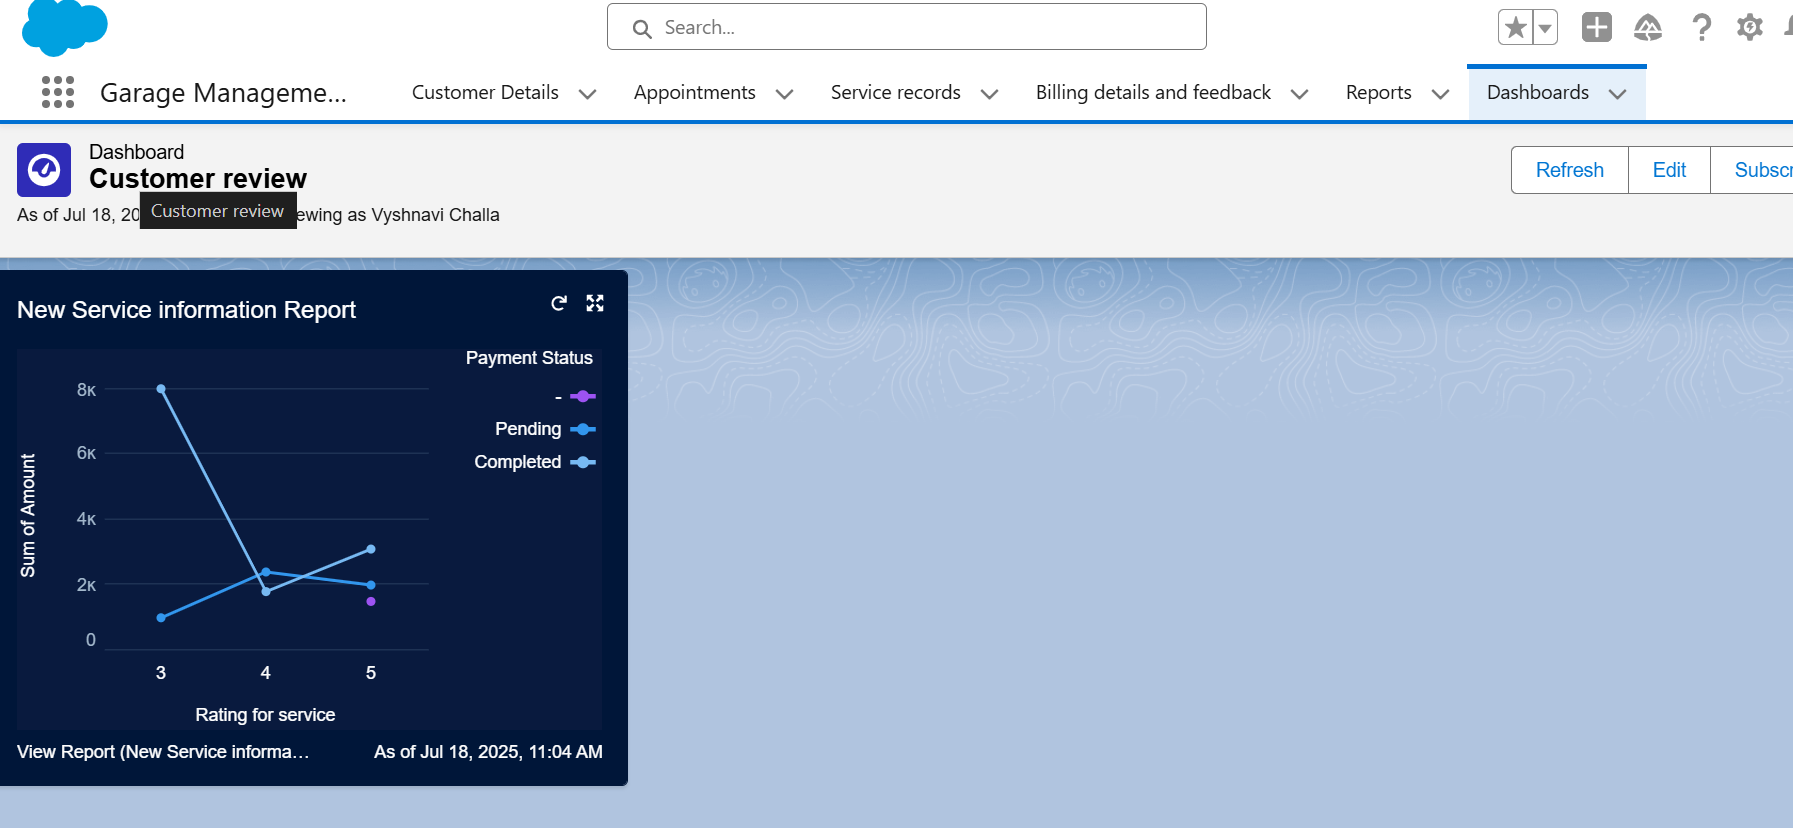 Search...
Garage Manageme...
Customer Details
Appointments
Service records
Billing details and feedback
Reports
Dashboards
Dashboard
Customer review
As of Jul 18, 20
Customer review
ewing as Vyshnavi Challa
Refresh
Edit
Subscr
New Service information Report
Payment Status
-
Pending
Completed
8K
6K
4K
2K
0
Sum of Amount
3
4
5
Rating for service
View Report (New Service informa...
As of Jul 18, 2025, 11:04 AM